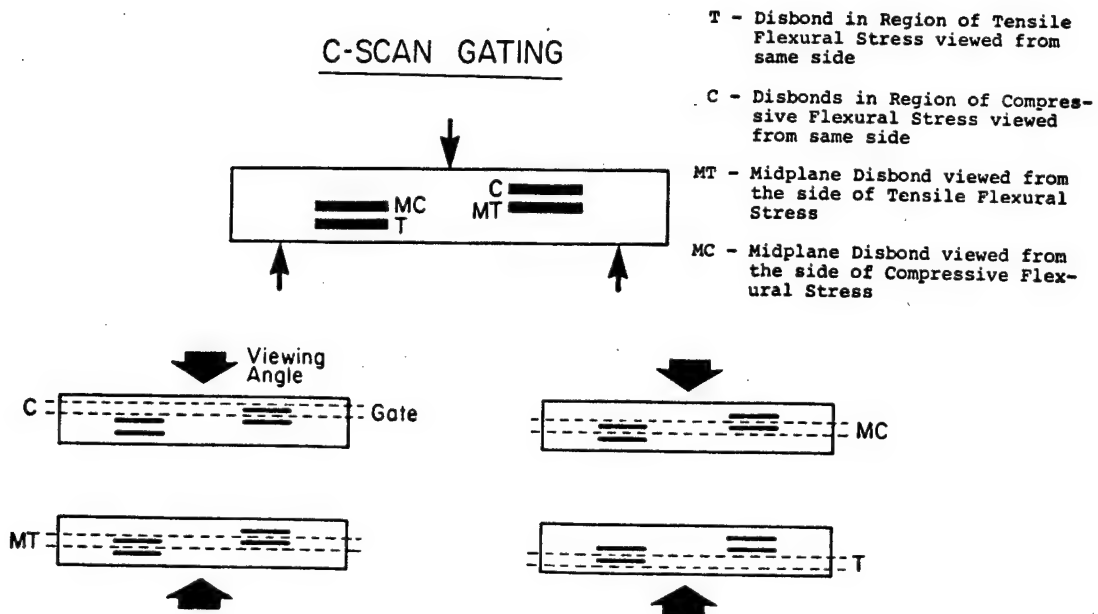 C-SCAN GATING
T - Disbond in Region of Tensile
Flexural Stress viewed from
same side
C - Disbonds in Region of Compres-
sive Flexural Stress viewed
from same side
MT - Midplane Disbond viewed from
the side of Tensile Flexural
Stress
MC - Midplane Disbond viewed from
the side of Compressive Flex-
ural Stress
C
MC
MT
T
Viewing
Angle
C
Gate
MC
MT
T